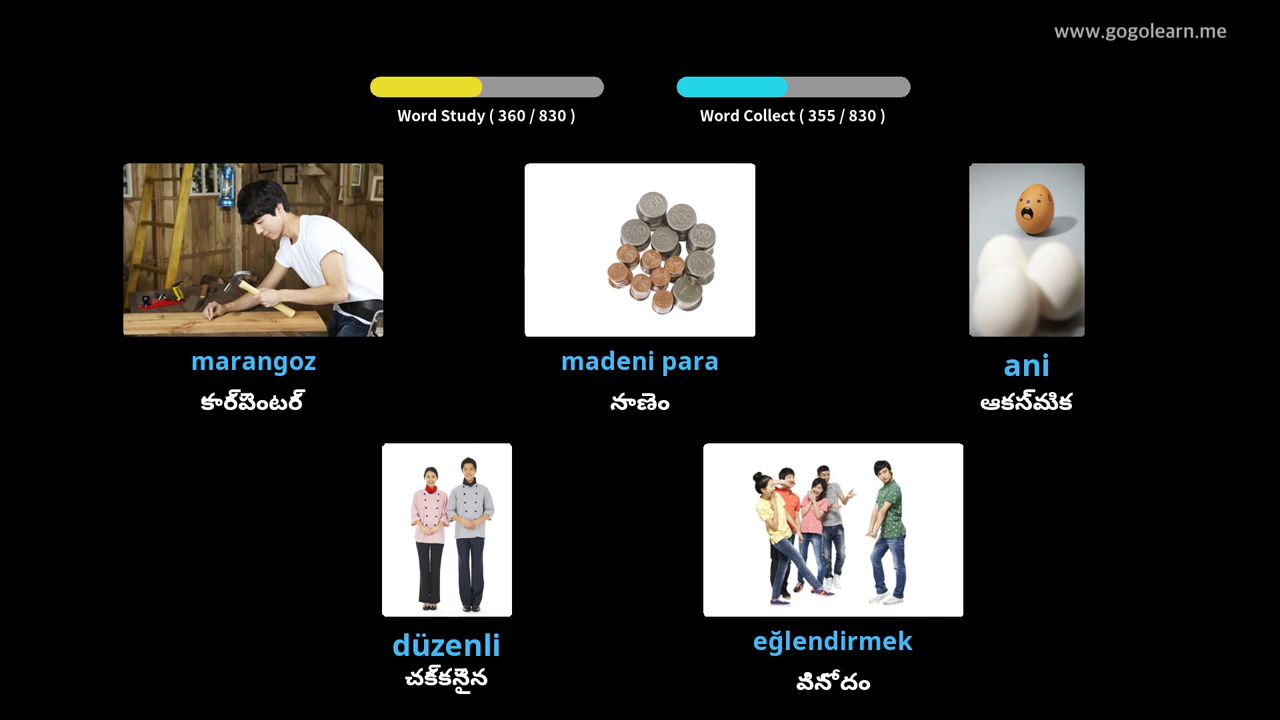 www.gogolearn.me
Word Study ( 360 / 830 )
Word Collect ( 355 / 830 )
marangoz
కార్పెంటర్
madeni para
నాణెం
ani
ఆకస్మిక
düzenli
చక్కనైన
eğlendirmek
వినోదం